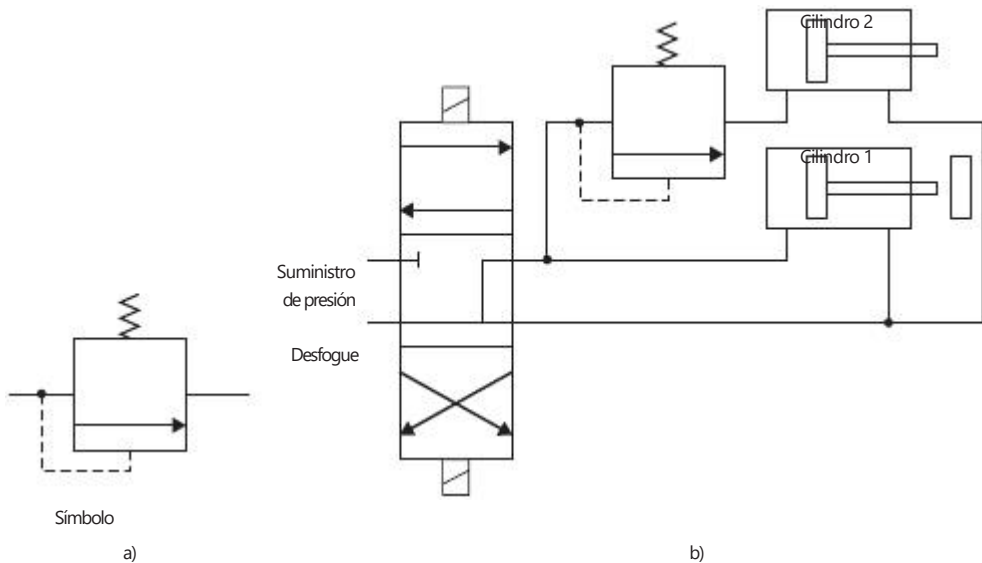 Cilindro 2
Cilindro 1
Suministro
de presión
Desfogue
Símbolo
a)
b)